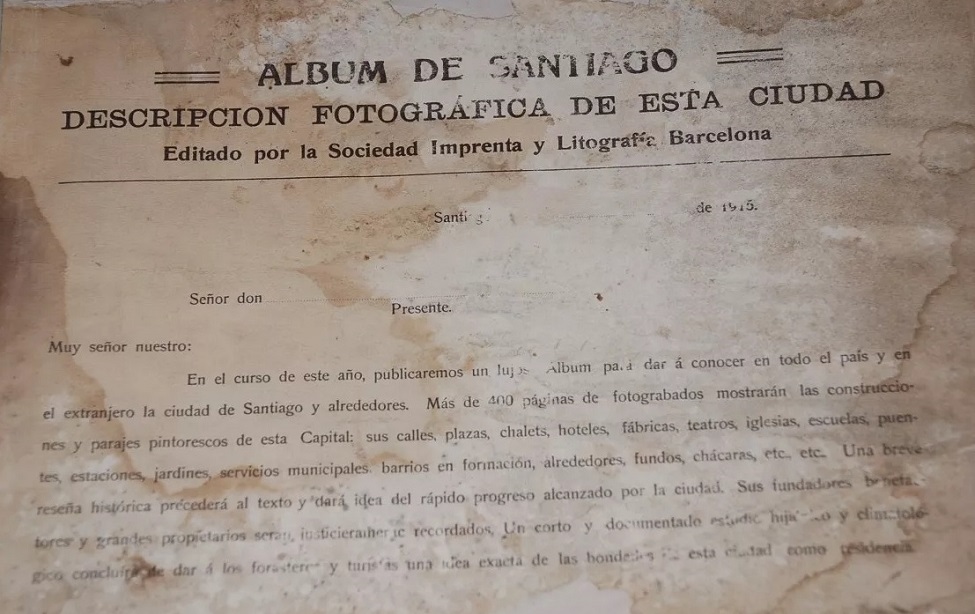 ALBUM DE SANTIAGO
DESCRIPCION FOTOGRÁFICA DE ESTA CIUDAD
Editado por la Sociedad Imprenta y Litografía Barcelona
de 1915.
Señor don
Presente.
Muy señor nuestro:
En el curso de este año, publicaremos un Album para dar á conocer en todo el país y en
el extranjero la ciudad de Santiago y alrededores. Más de 400 páginas de fotograbados mostrarán las construccio-
nes y parajes pintorescos de esta Capital: sus calles, plazas, chalets, hoteles, fábricas, teatros, iglesias, escuelas, puen-
tes, estaciones, jardines, servicios municipales barrios en formación, alrededores, fundos, chácaras, etc., etc. Una breve
reseña histórica precederá al texto y dará idea del rápido progreso alcanzado por la ciudad. Sus fundadores
tores y grandes propietarios recordados, Un corto y documentado y climatoló-
gico de dar á los forasteros y turistas una idea exacta de las bondades esta ciudad como residencia